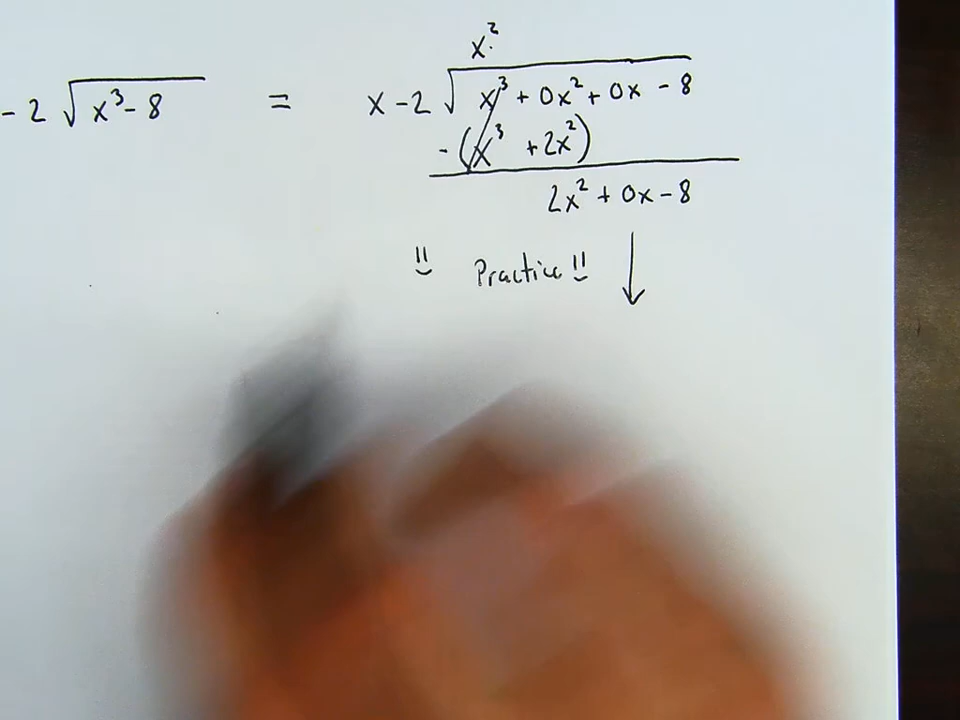 x²
- 2 √ x³ - 8 = x - 2 √ x³ + 0x² + 0x - 8
- (x³ + 2x²)
2x² + 0x - 8
Practice!!